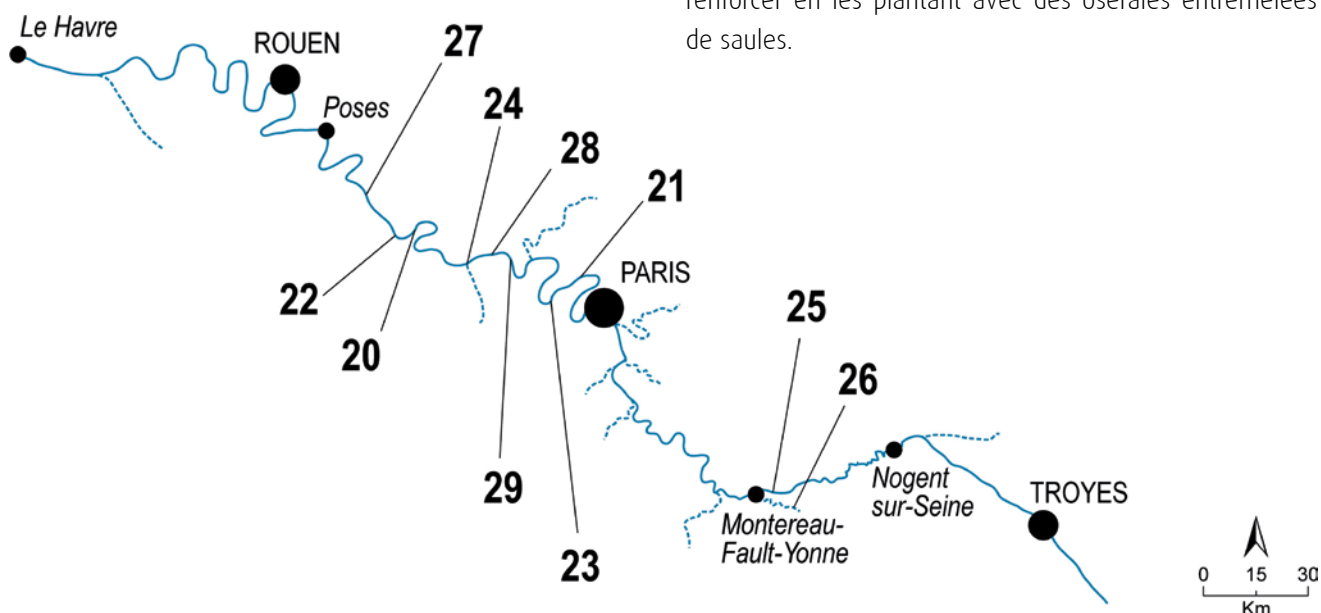 renforcer en les plantant avec des oseraies entremêlées
de saules.
Le Havre
ROUEN
27
Poses
24
28
21
22
20
PARIS
25
26
29
23
Nogent
sur-Seine
Montereau-
Fault-Yonne
TROYES
0 15 30
Km